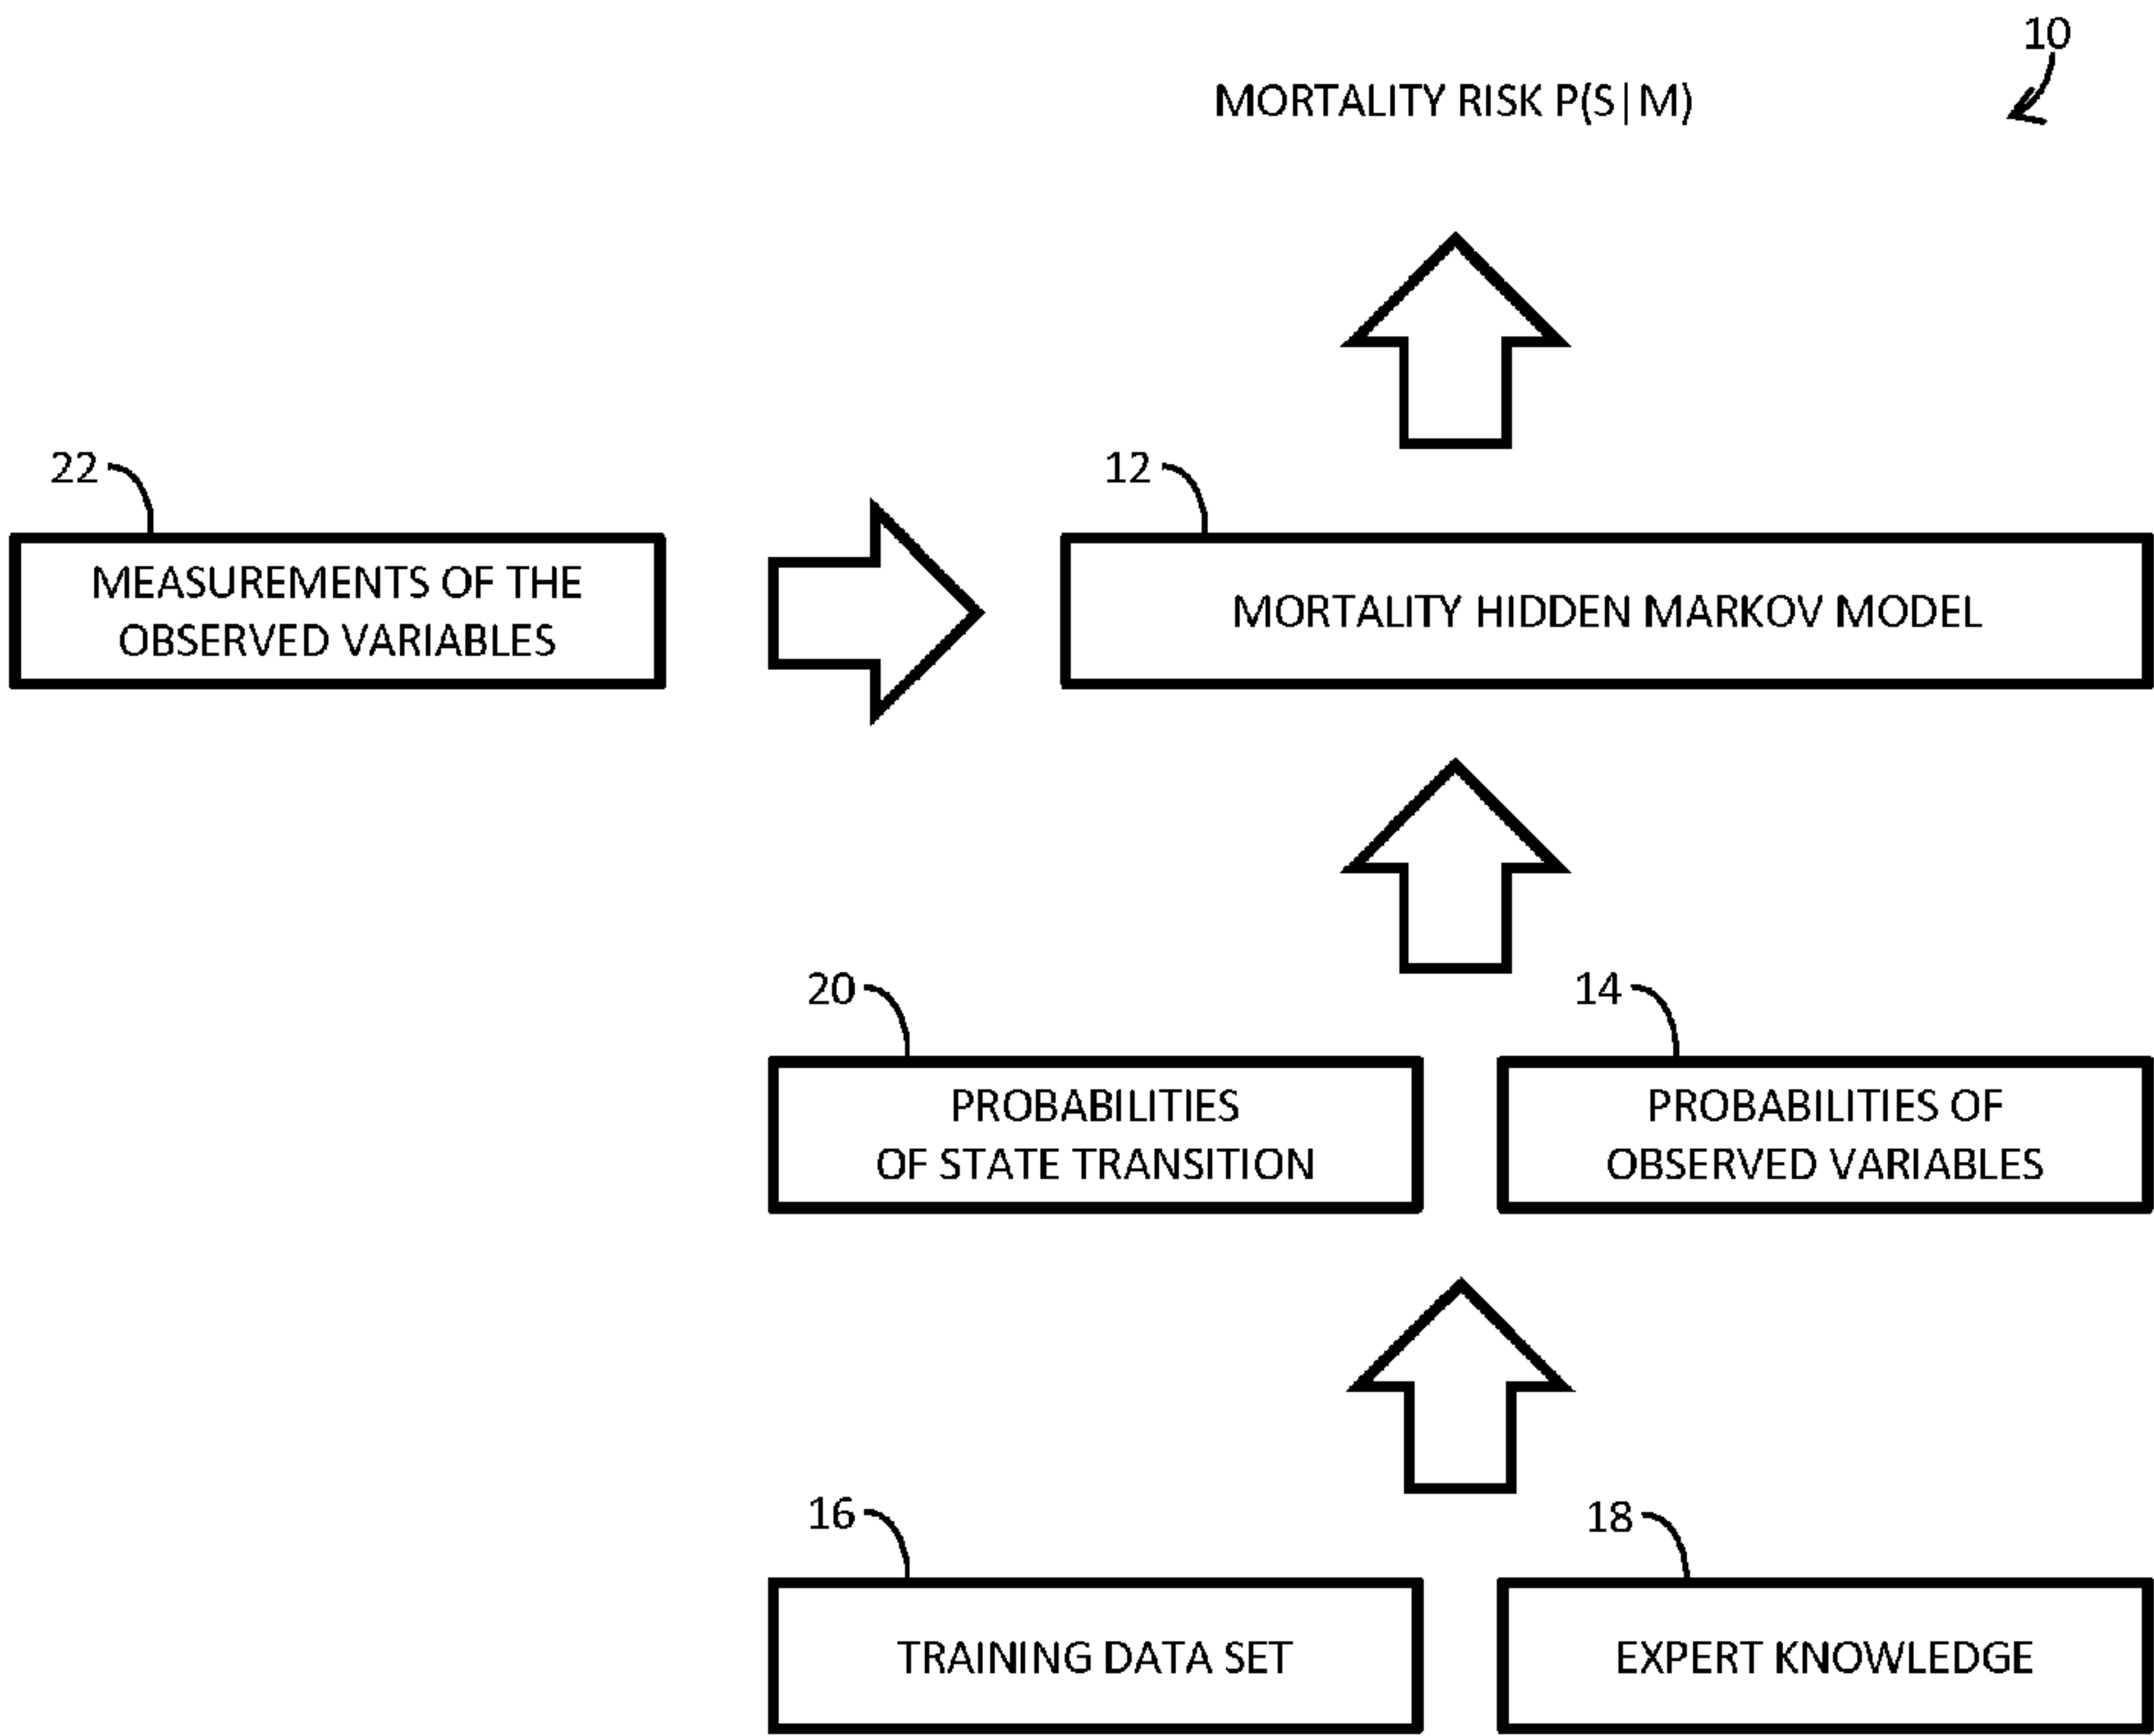 10
MORTALITY RISK P(S|M)
22
12
MEASUREMENTS OF THE
OBSERVED VARIABLES
MORTALITY HIDDEN MARKOV MODEL
20
14
PROBABILITIES
OF STATE TRANSITION
PROBABILITIES OF
OBSERVED VARIABLES
16
18
TRAINING DATA SET
EXPERT KNOWLEDGE